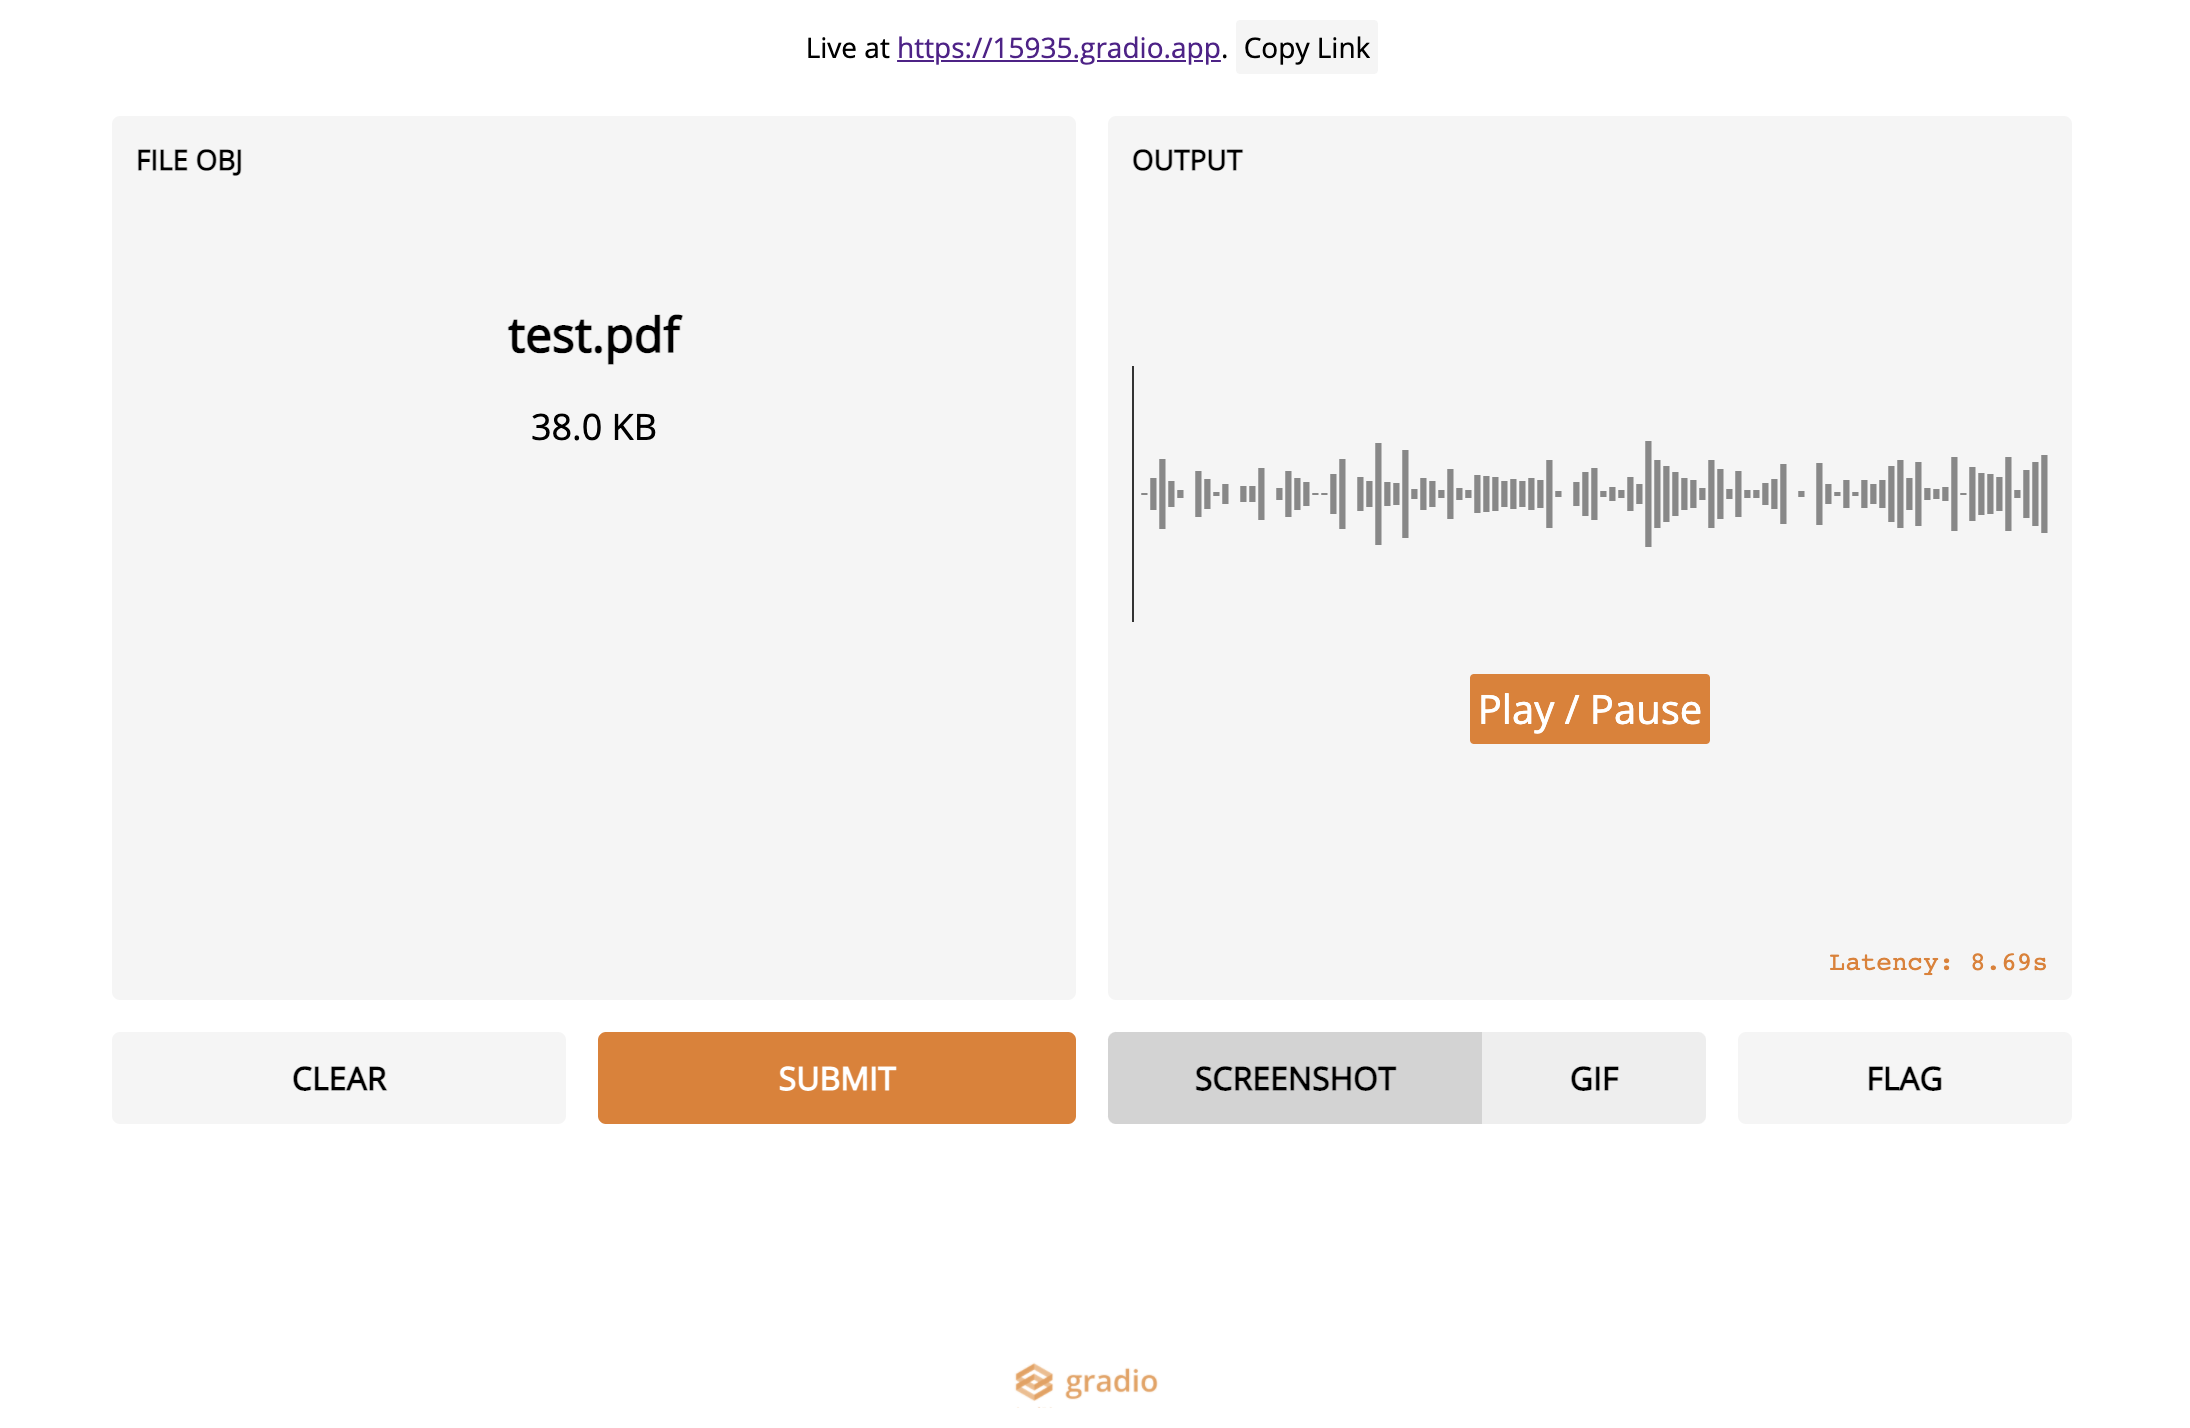 Live at https://15935.gradio.app. Copy Link
FILE OBJ
test.pdf
38.0 KB
OUTPUT
Play / Pause
Latency: 8.69s
CLEAR
SUBMIT
SCREENSHOT
GIF
FLAG
gradio